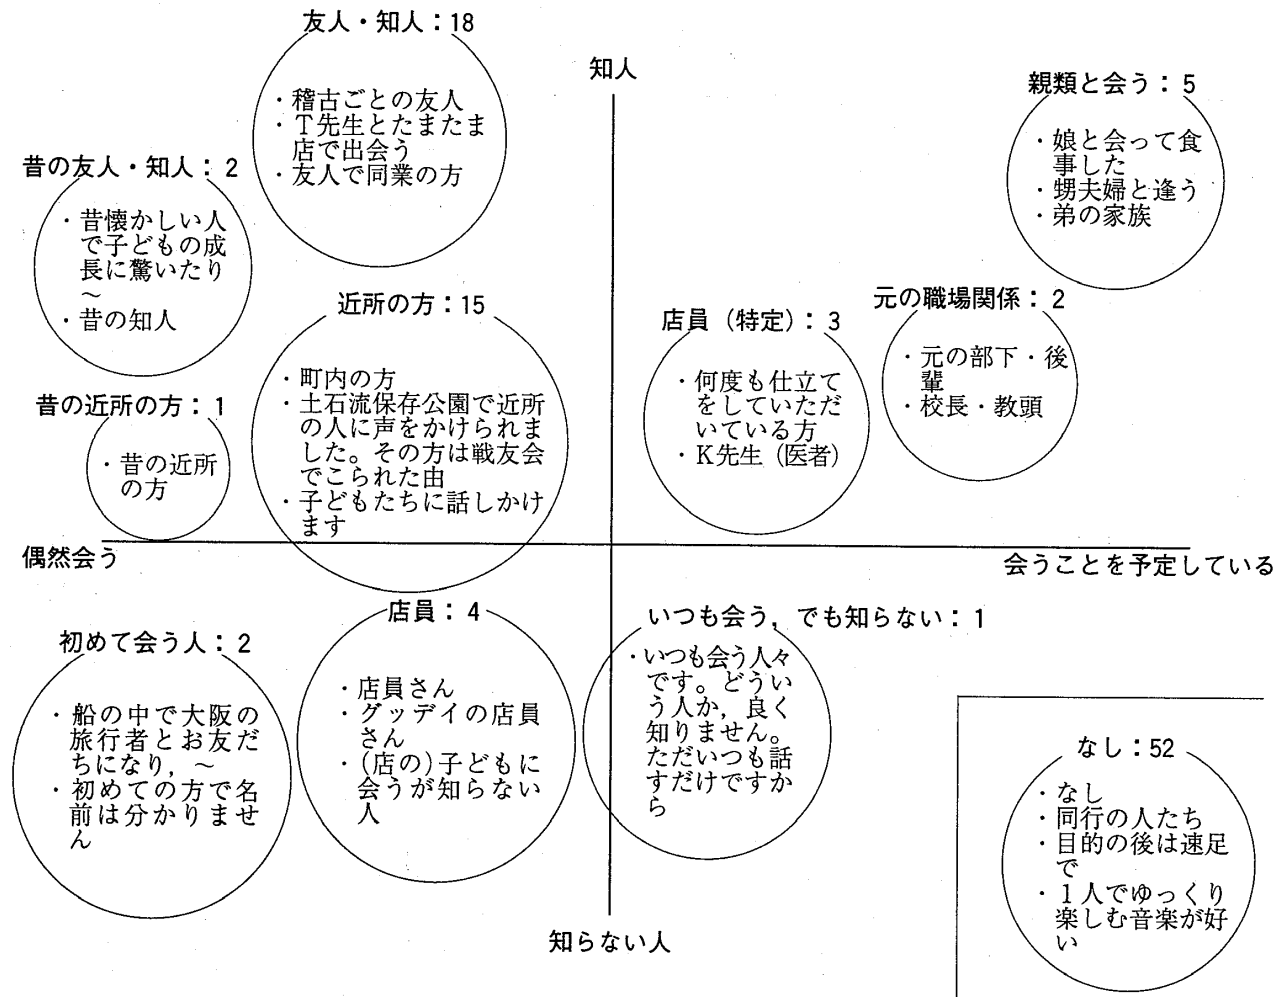 友人・知人：18
・稽古ごとの友人
・Ｔ先生とたまたま
店で出会う
・友人で同業の方
知人
親類と会う：5
・娘と会って食
事した
・甥夫婦と逢う
・弟の家族
昔の友人・知人：2
・昔懐かしい人
で子どもの成
長に驚いたり
～
・昔の知人
近所の方：15
・町内の方
・土石流保存公園で近所
の人に声をかけられま
した。その方は戦友会
でこられた由
・子どもたちに話しかけ
ます
店員（特定）：3
・何度も仕立て
をしていただ
いている方
・Ｋ先生（医者）
元の職場関係：2
・元の部下・後
輩
・校長・教頭
昔の近所の方：1
・昔の近所
の方
偶然会う
会うことを予定している
初めて会う人：2
・船の中で大阪の
旅行者とお友だ
ちになり，～
・初めての方で名
前は分かりませ
ん
店員：4
・店員さん
・グッデイの店員
さん
・（店の）子どもに
会うが知らない
人
いつも会う，でも知らない：1
・いつも会う人々
です。どうい
う人か，良く
知りません。
ただいつも話
すだけですか
ら
なし：52
・なし
・同行の人たち
・目的の後は速足
で
・１人でゆっくり
楽しむ音楽が好
い
知らない人